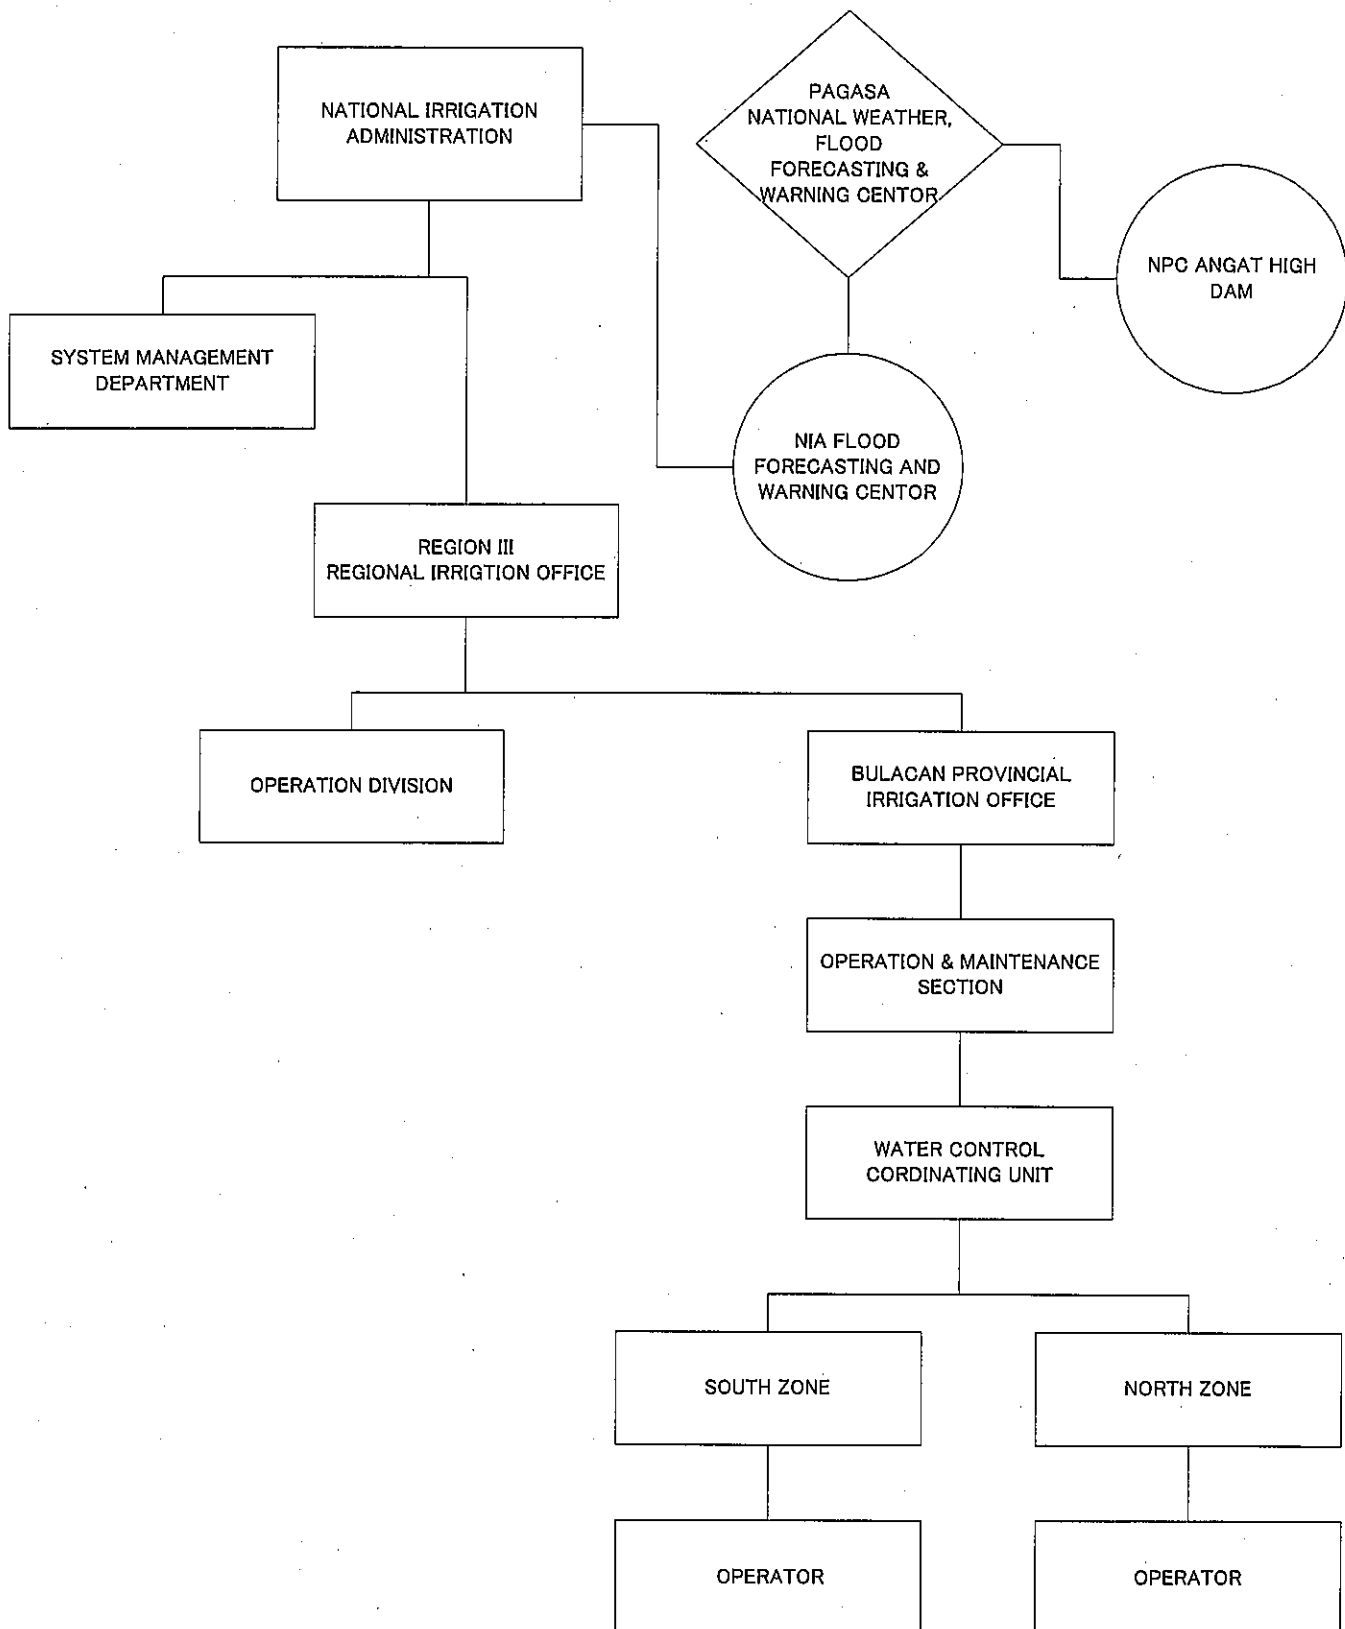 NATIONAL IRRIGATION
ADMINISTRATION
PAGASA
NATIONAL WEATHER,
FLOOD
FORECASTING &
WARNING CENTOR
NPC ANGAT HIGH
DAM
SYSTEM MANAGEMENT
DEPARTMENT
NIA FLOOD
FORECASTING AND
WARNING CENTOR
REGION III
REGIONAL IRRIGTION OFFICE
OPERATION DIVISION
BULACAN PROVINCIAL
IRRIGATION OFFICE
OPERATION & MAINTENANCE
SECTION
WATER CONTROL
CORDINATING UNIT
SOUTH ZONE
NORTH ZONE
OPERATOR
OPERATOR